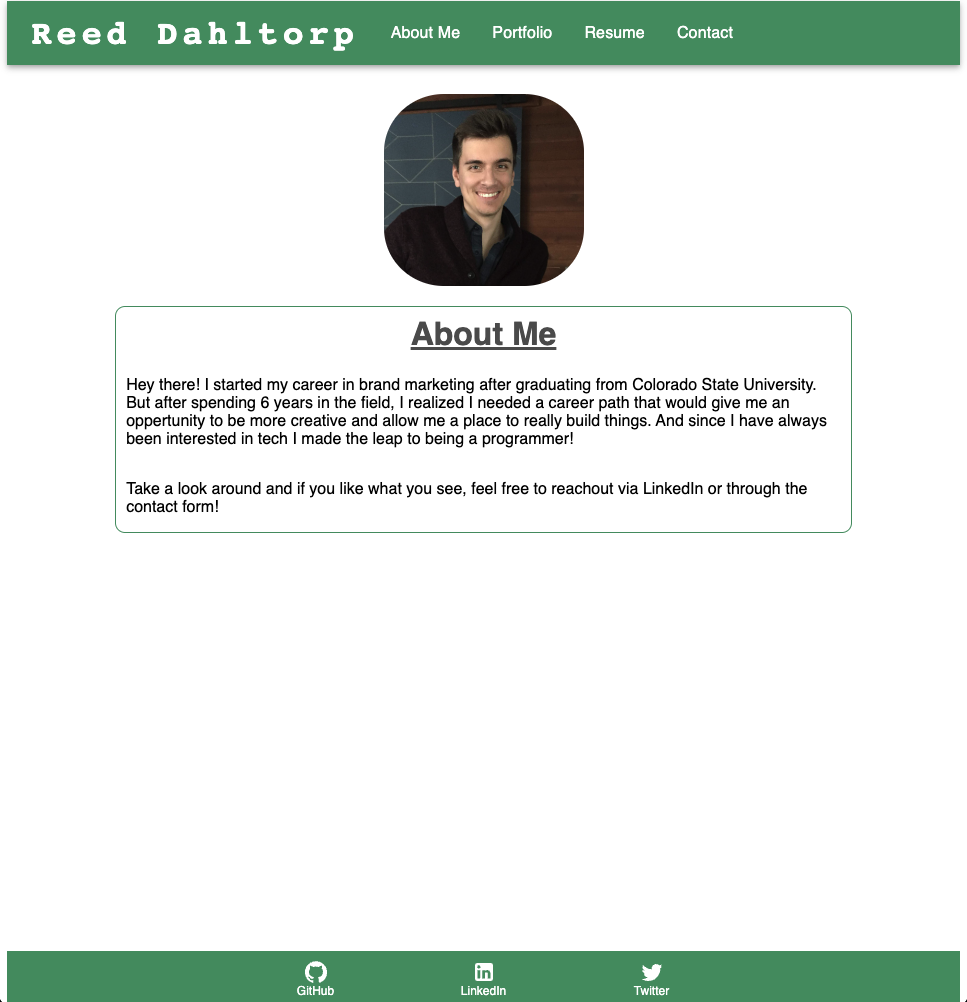 Reed Dahltorp About Me Portfolio Resume Contact
About Me
Hey there! I started my career in brand marketing after graduating from Colorado State University.
But after spending 6 years in the field, I realized I needed a career path that would give me an
oppertunity to be more creative and allow me a place to really build things. And since I have always
been interested in tech I made the leap to being a programmer!
Take a look around and if you like what you see, feel free to reachout via LinkedIn or through the
contact form!
GitHub LinkedIn Twitter